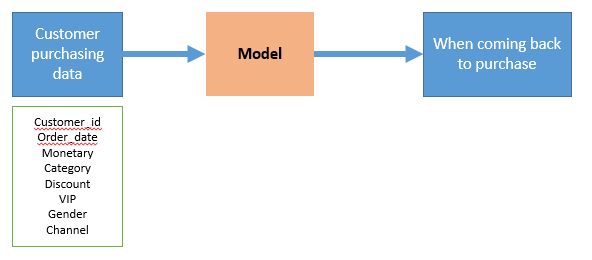 Customer
purchasing
data
Model
When coming back
to purchase
Customer_id
Order_date
Monetary
Category
Discount
VIP
Gender
Channel